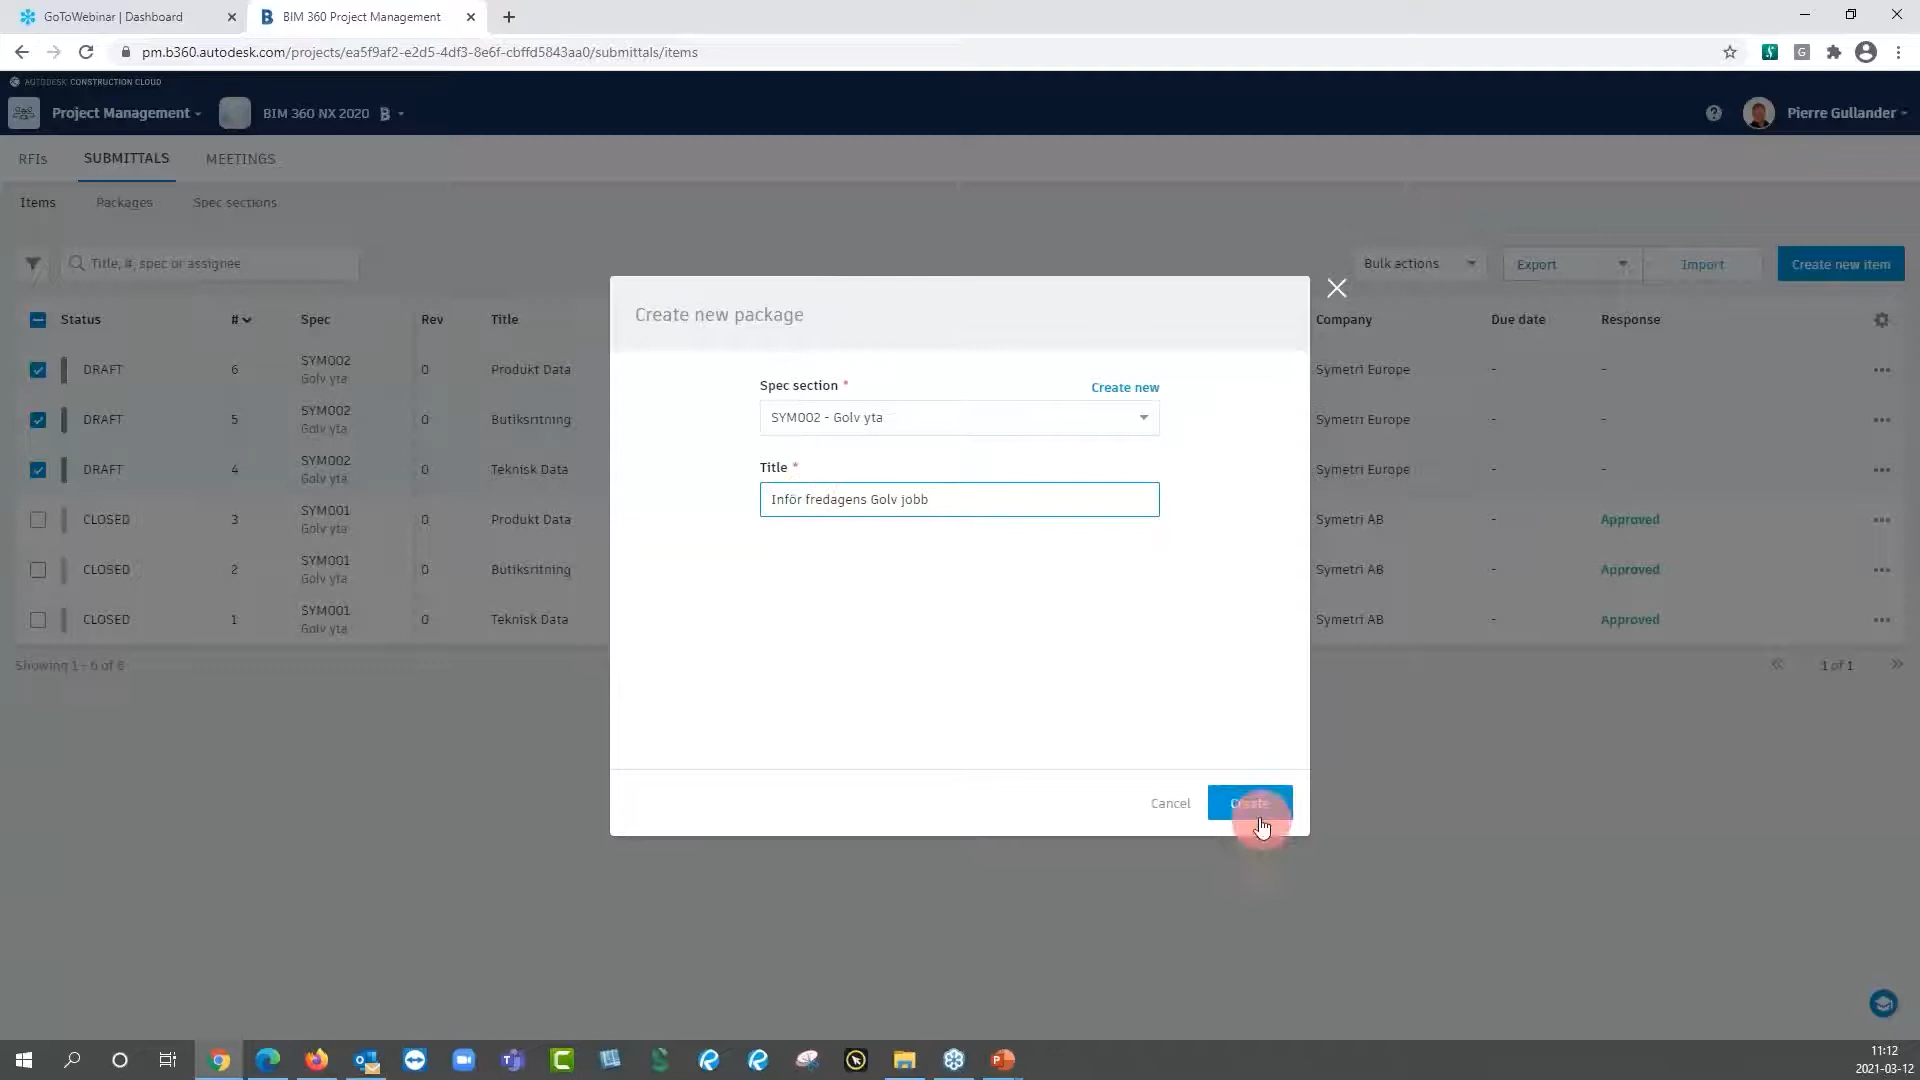 GoToWebinar | Dashboard
BIM 360 Project Management
pm.b360.autodesk.com/projects/ea5f9af2-e2d5-4df3-8e6f-cbffd5843aa0/submittals/items
AUTODESK CONSTRUCTION CLOUD
Project Management
BIM 360 NX 2020
Pierre Gullander
RFIs
SUBMITTALS
MEETINGS
Items
Packages
Spec sections
Title, #, spec or assignee
Bulk actions
Export
Import
Create new item
Status # Spec Rev Title Company Due date Response
DRAFT 6 SYM002 0 Produkt Data Symetri Europe - -
Golv yta
DRAFT 5 SYM002 0 Butiksritning Symetri Europe - -
Golv yta
DRAFT 4 SYM002 0 Teknisk Data Symetri Europe - -
Golv yta
CLOSED 3 SYM001 0 Produkt Data Symetri AB - Approved
Golv yta
CLOSED 2 SYM001 0 Butiksritning Symetri AB - Approved
Golv yta
CLOSED 1 SYM001 0 Teknisk Data Symetri AB - Approved
Golv yta
Showing 1 - 6 of 6
1 of 1
Create new package
Spec section *
Create new
SYM002 - Golv yta
Title *
Inför fredagens Golv jobb
Cancel
Create
11:12
2021-03-12